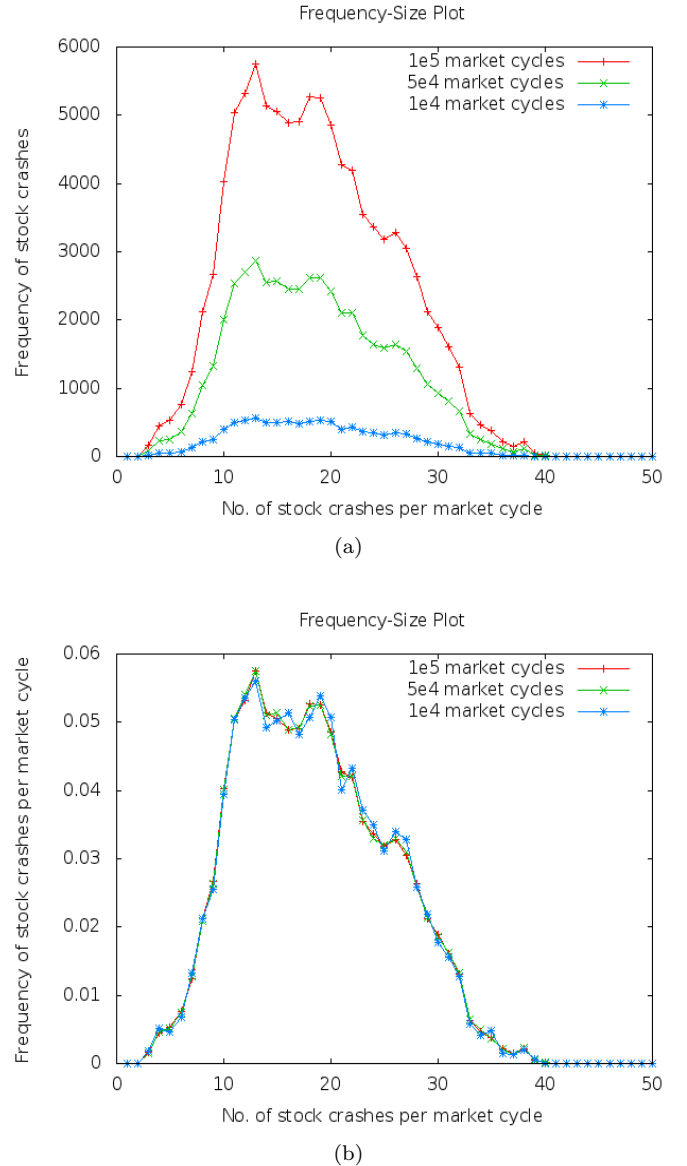 Frequency-Size Plot
Frequency of stock crashes
6000
5000
4000
3000
2000
1000
0
1e5 market cycles
5e4 market cycles
1e4 market cycles
0 10 20 30 40 50
No. of stock crashes per market cycle
(a)
Frequency-Size Plot
Frequency of stock crashes per market cycle
0.06
0.05
0.04
0.03
0.02
0.01
0
1e5 market cycles
5e4 market cycles
1e4 market cycles
0 10 20 30 40 50
No. of stock crashes per market cycle
(b)